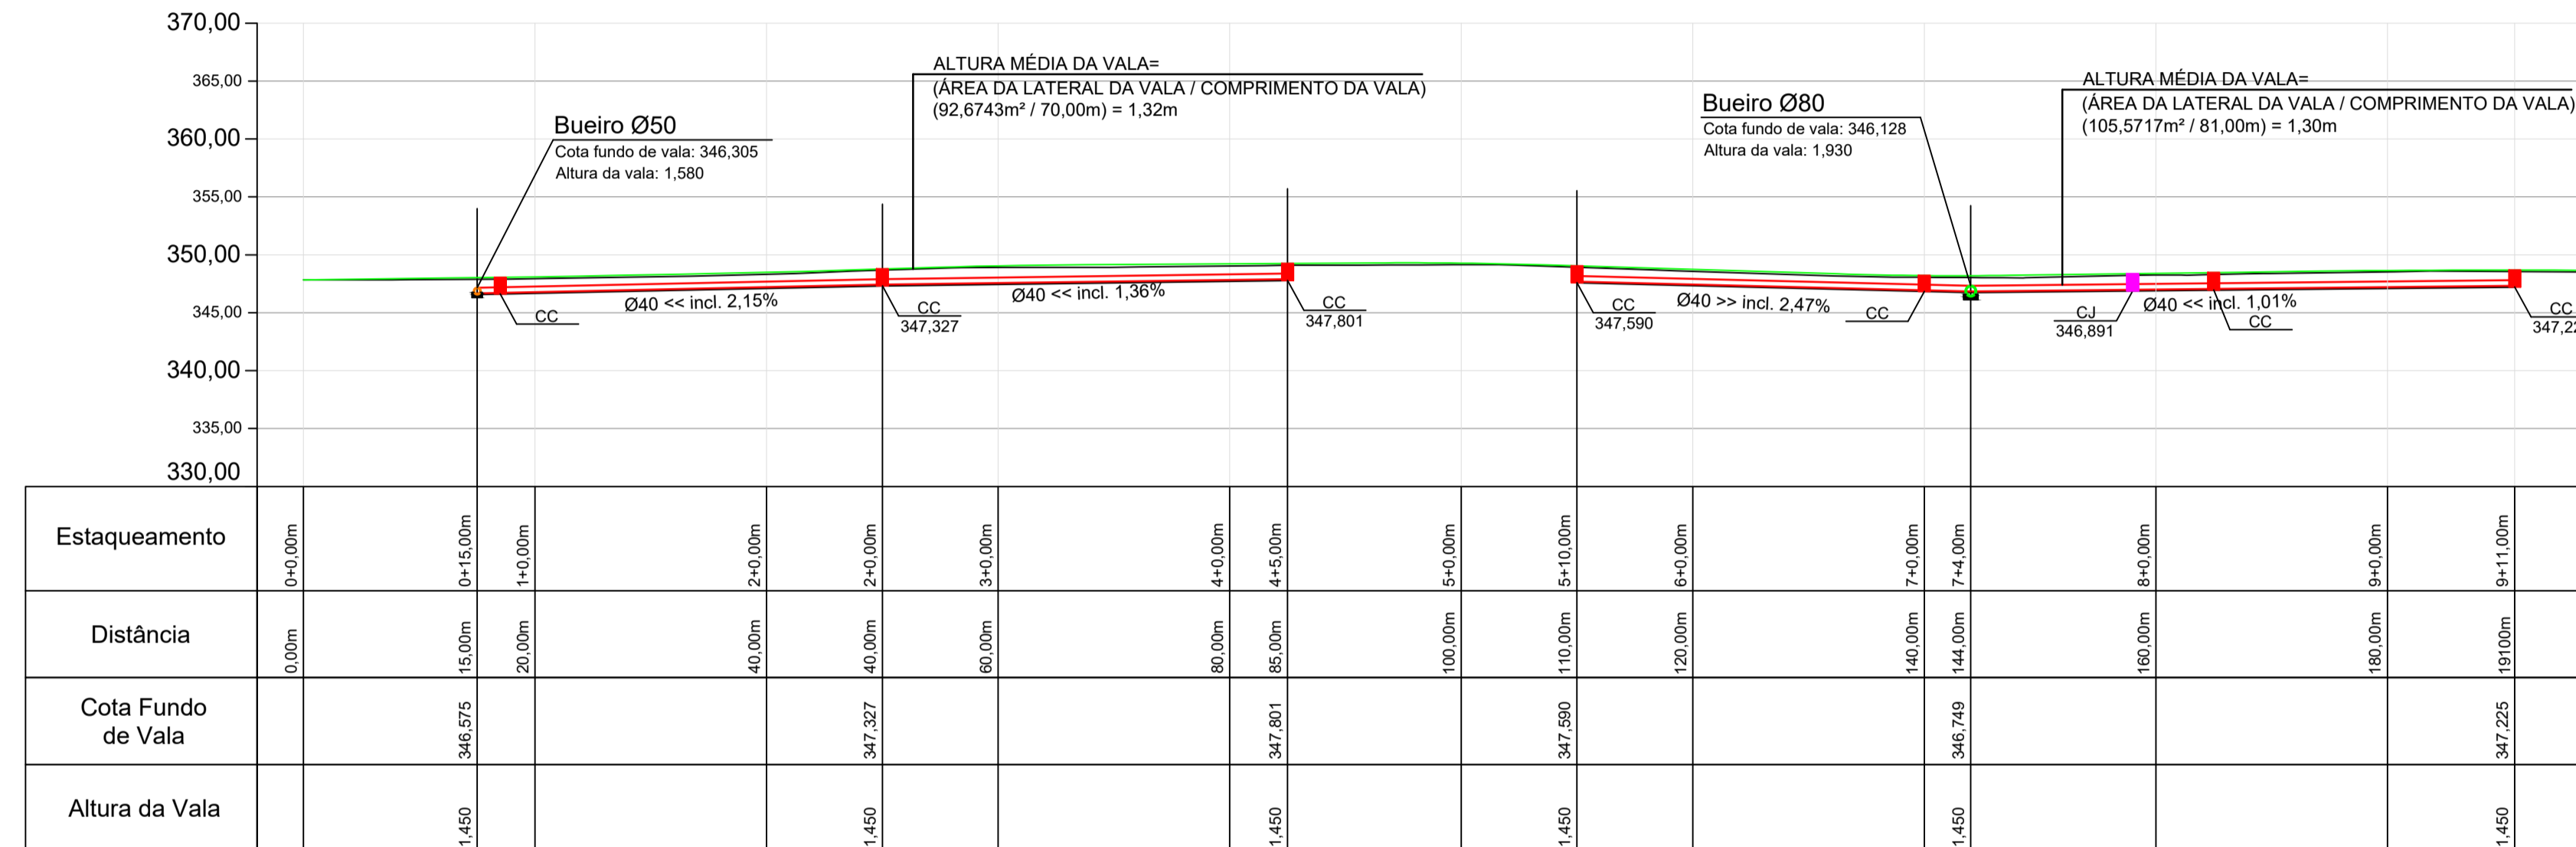 370,00
365,00
360,00
355,00
350,00
345,00
340,00
335,00
330,00
Bueiro Ø50
Cota fundo de vala: 346,305
Altura da vala: 1,580
ALTURA MÉDIA DA VALA=
(ÁREA DA LATERAL DA VALA / COMPRIMENTO DA VALA)
(92,6743m² / 70,00m) = 1,32m
Bueiro Ø80
Cota fundo de vala: 346,128
Altura da vala: 1,930
ALTURA MÉDIA DA VALA=
(ÁREA DA LATERAL DA VALA / COMPRIMENTO DA VALA)
(105,5717m² / 81,00m) = 1,30m
CC
Ø40 << incl. 2,15%
CC
347,327
Ø40 << incl. 1,36%
CC
347,801
CC
347,590
Ø40 >> incl. 2,47%
CC
CJ
346,891
Ø40 << incl. 1,01%
CC
CC
347,22
Estaqueamento
0+0,00m
0+15,00m
1+0,00m
2+0,00m
2+0,00m
3+0,00m
4+0,00m
4+5,00m
5+0,00m
5+10,00m
6+0,00m
7+0,00m
7+4,00m
8+0,00m
9+0,00m
9+11,00m
Distância
0,00m
15,00m
20,00m
40,00m
40,00m
60,00m
80,00m
85,00m
100,00m
110,00m
120,00m
140,00m
144,00m
160,00m
180,00m
19100m
Cota Fundo
de Vala
346,575
347,327
347,801
347,590
346,749
347,225
Altura da Vala
1,450
1,450
1,450
1,450
1,450
1,450